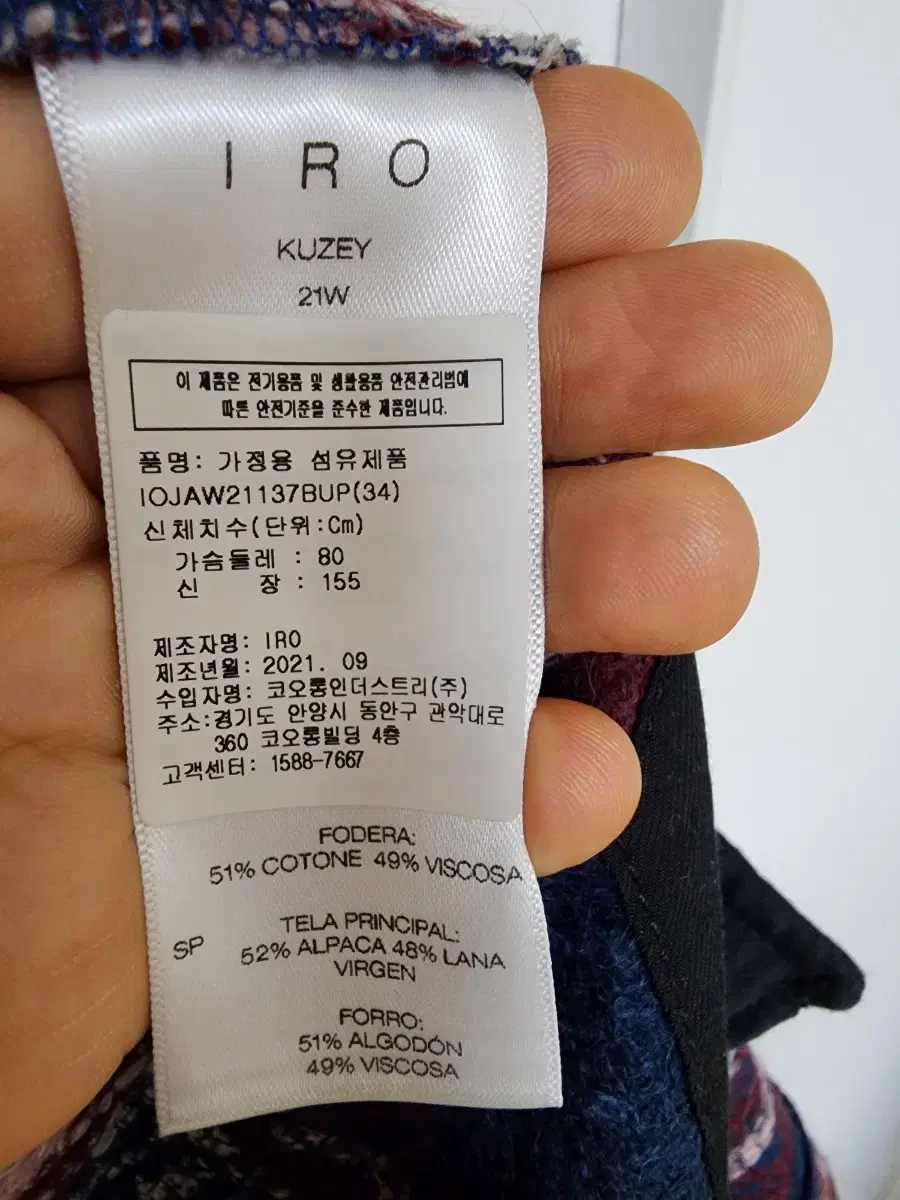 IRO
KUZEY
21W
이 제품은 전기용품 및 생활용품 안전관리법에
따른 안전기준을 준수한 제품입니다.
품명: 가정용 섬유제품
IOJAW21137BUP(34)
신체치수(단위:Cm)
가슴둘레 : 80
신 장 : 155
제조자명: IRO
제조년월: 2021. 09
수입자명: 코오롱인더스트리(주)
주소:경기도 안양시 동안구 관악대로
360 코오롱빌딩 4층
고객센터: 1588-7667
FODERA:
51% COTONE 49% VISCOSA
TELA PRINCIPAL:
SP 52% ALPACA 48% LANA
VIRGEN
FORRO:
51% ALGODÓN
49% VISCOSA